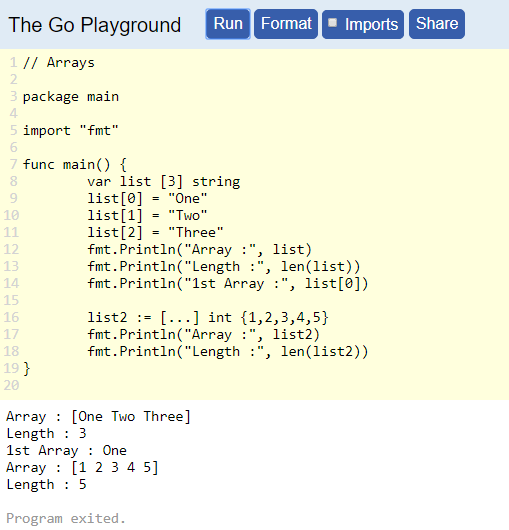 The Go Playground Run Format Imports Share
1 // Arrays
2
3 package main
4
5 import "fmt"
6
7 func main() {
8         var list [3] string
9         list[0] = "One"
10         list[1] = "Two"
11         list[2] = "Three"
12         fmt.Println("Array :", list)
13         fmt.Println("Length :", len(list))
14         fmt.Println("1st Array :", list[0])
15
16         list2 := [...] int {1,2,3,4,5}
17         fmt.Println("Array :", list2)
18         fmt.Println("Length :", len(list2))
19 }
20
Array : [One Two Three]
Length : 3
1st Array : One
Array : [1 2 3 4 5]
Length : 5
Program exited.